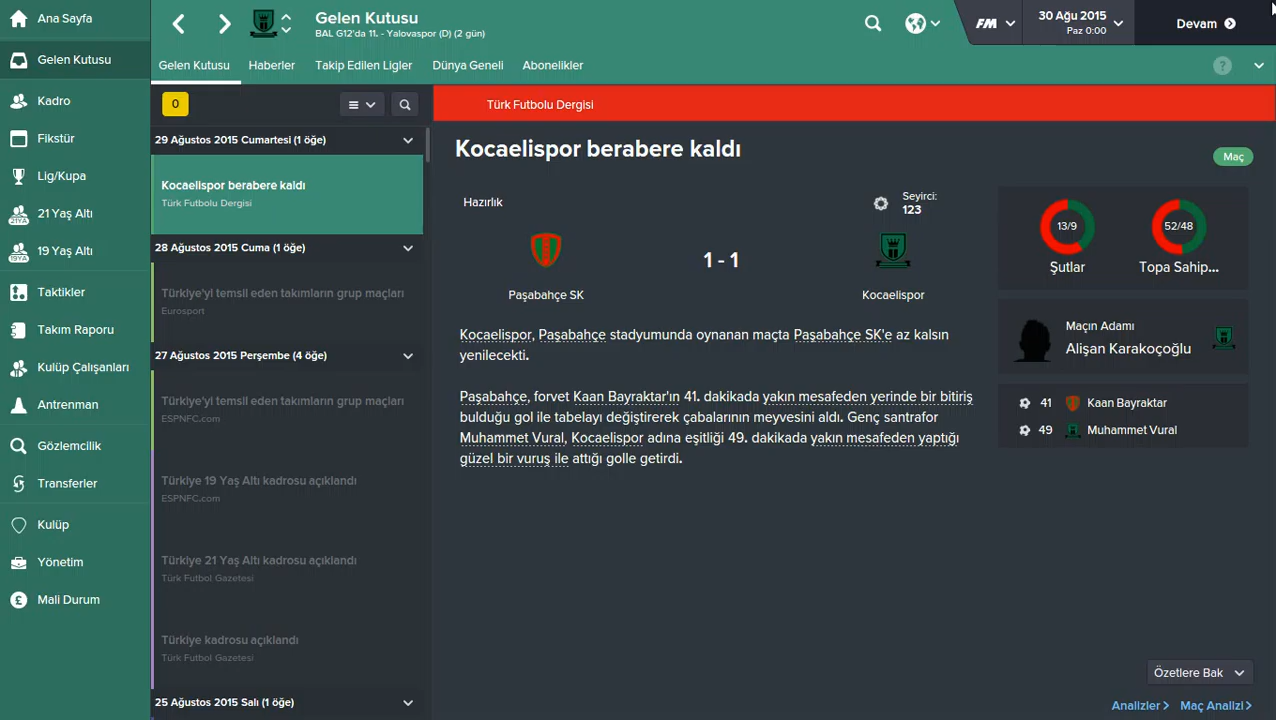 Ana Sayfa
Gelen Kutusu
Kadro
Fikstür
Lig/Kupa
21YA
21 Yaş Altı
19YA
19 Yaş Altı
Taktikler
Takım Raporu
Kulüp Çalışanları
Antrenman
Gözlemcilik
Transferler
Kulüp
Yönetim
£
Mali Durum
Gelen Kutusu
BAL G12'da 11. - Yalovaspor (D) (2 gün)
FM
30 Ağu 2015
Paz 0:00
Devam
Gelen Kutusu
Haberler
Takip Edilen Ligler
Dünya Geneli
Abonelikler
?
0
29 Ağustos 2015 Cumartesi (1 öğe)
Kocaelispor berabere kaldı
Türk Futbolu Dergisi
28 Ağustos 2015 Cuma (1 öğe)
Türkiye'yi temsil eden takımların grup maçları
Eurosport
27 Ağustos 2015 Perşembe (4 öğe)
Türkiye'yi temsil eden takımların grup maçları
ESPNFC.com
Türkiye 19 Yaş Altı kadrosu açıklandı
ESPNFC.com
Türkiye 21 Yaş Altı kadrosu açıklandı
Türk Futbol Gazetesi
Türkiye kadrosu açıklandı
Türk Futbol Gazetesi
25 Ağustos 2015 Salı (1 öğe)
Türk Futbolu Dergisi
Kocaelispor berabere kaldı
Maç
Hazırlık
Seyirci:
123
1 - 1
Paşabahçe SK
Kocaelispor
Kocaelispor, Paşabahçe stadyumunda oynanan maçta Paşabahçe SK'e az kalsın
yenilecekti.
Paşabahçe, forvet Kaan Bayraktar'ın 41. dakikada yakın mesafeden yerinde bir bitiriş
bulduğu gol ile tabelayı değiştirerek çabalarının meyvesini aldı. Genç santrafor
Muhammet Vural, Kocaelispor adına eşitliği 49. dakikada yakın mesafeden yaptığı
güzel bir vuruş ile attığı golle getirdi.
13/9
Şutlar
52/48
Topa Sahip...
Maçın Adamı
Alişan Karakoçoğlu
41 Kaan Bayraktar
49 Muhammet Vural
Özetlere Bak
Analizler
Maç Analizi